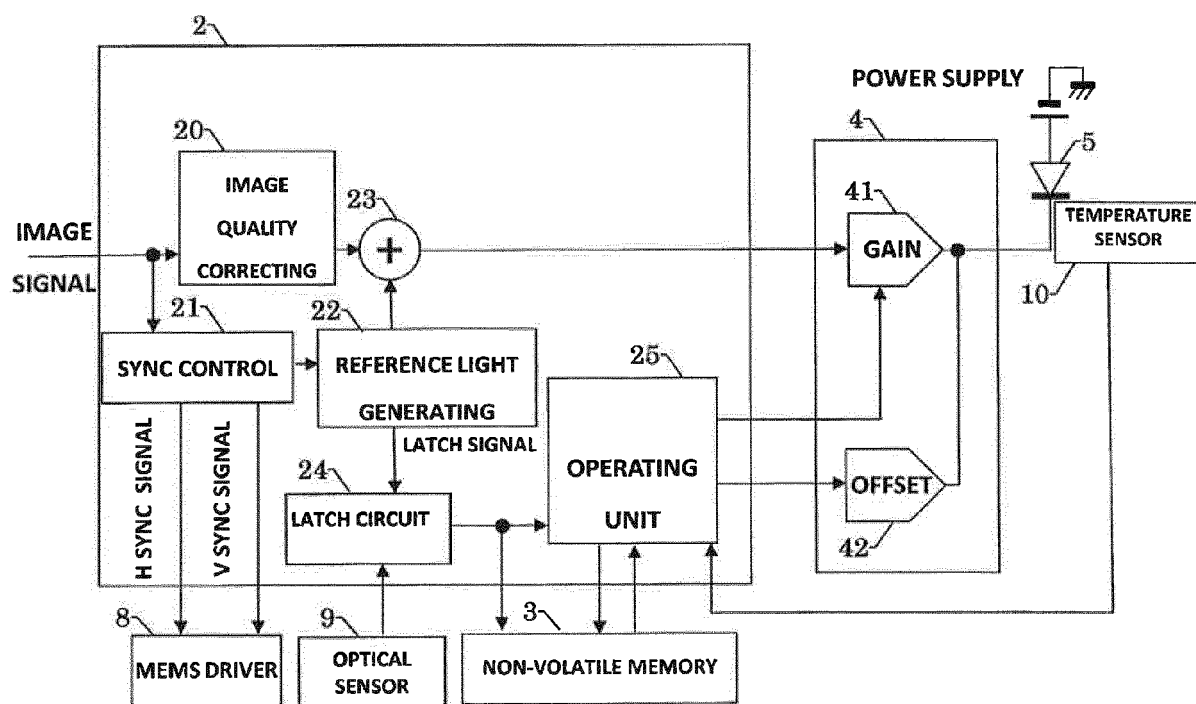 2
POWER SUPPLY
4
5
20
IMAGE
QUALITY
CORRECTING
23
+
41
GAIN
TEMPERATURE
SENSOR
10
IMAGE
SIGNAL
21
SYNC CONTROL
22
REFERENCE LIGHT
GENERATING
LATCH SIGNAL
25
OPERATING
UNIT
OFFSET
42
H SYNC SIGNAL
V SYNC SIGNAL
24
LATCH CIRCUIT
8
MEMS DRIVER
9
OPTICAL
SENSOR
3
NON-VOLATILE MEMORY